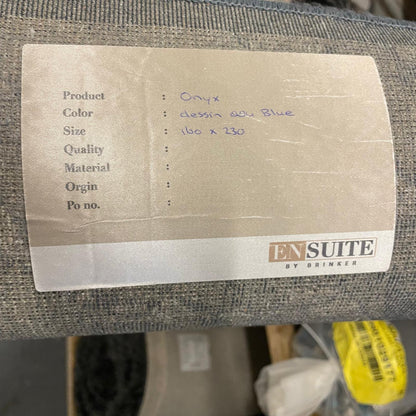 Product : Onyx
Color : dessin 004 Blue
Size : 160 x 230
Quality :
Material :
Orgin :
Po no. :
ENSUITE
BY BRINKER